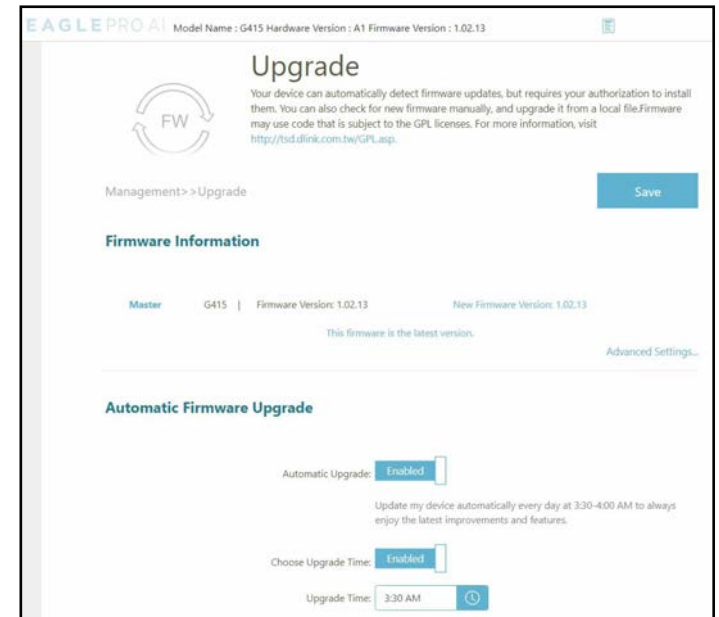 EAGLE PRO AI Model Name : G415 Hardware Version : A1 Firmware Version : 1.02.13
Upgrade
Your device can automatically detect firmware updates, but requires your authorization to install
them. You can also check for new firmware manually, and upgrade it from a local file.Firmware
may use code that is subject to the GPL licenses. For more information, visit
http://tsd.dlink.com.tw/GPL.asp.
FW
Management>>Upgrade
Save
Firmware Information
Master G415 | Firmware Version: 1.02.13 New Firmware Version: 1.02.13
This firmware is the latest version.
Advanced Settings...
Automatic Firmware Upgrade
Automatic Upgrade: Enabled
Update my device automatically every day at 3:30-4:00 AM to always
enjoy the latest improvements and features.
Choose Upgrade Time: Enabled
Upgrade Time: 3:30 AM